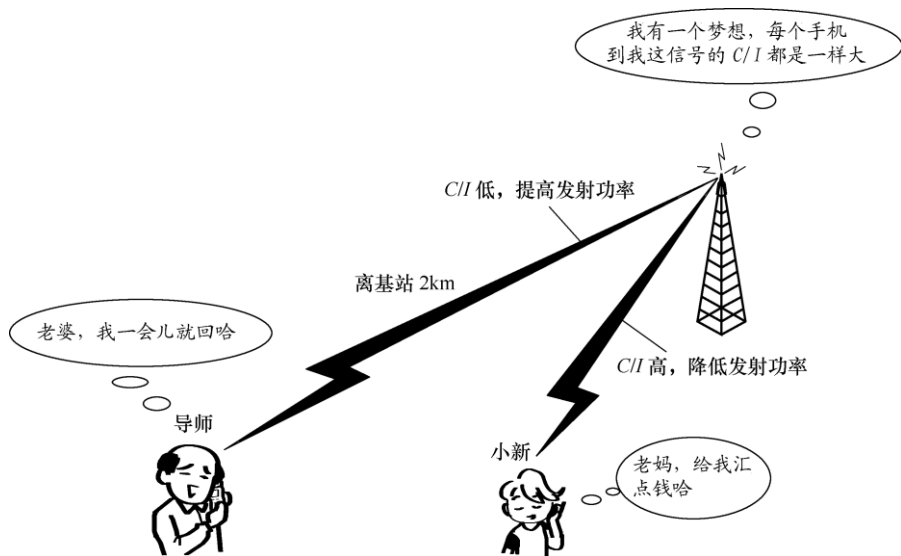 我有一个梦想，每个手机
到我这信号的 C/I 都是一样大
C/I 低，提高发射功率
离基站 2km
老婆，我一会儿就回哈
C/I 高，降低发射功率
导师
小新
老妈，给我汇
点钱哈